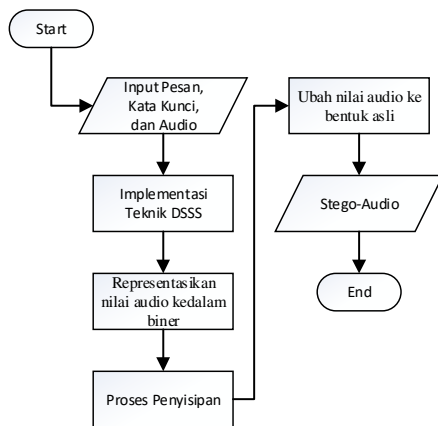 Start
Input Pesan,
Kata Kunci,
dan Audio
Implementasi
Teknik DSSS
Representasikan
nilai audio kedalam
biner
Proses Penyisipan
Ubah nilai audio ke
bentuk asli
Stego-Audio
End